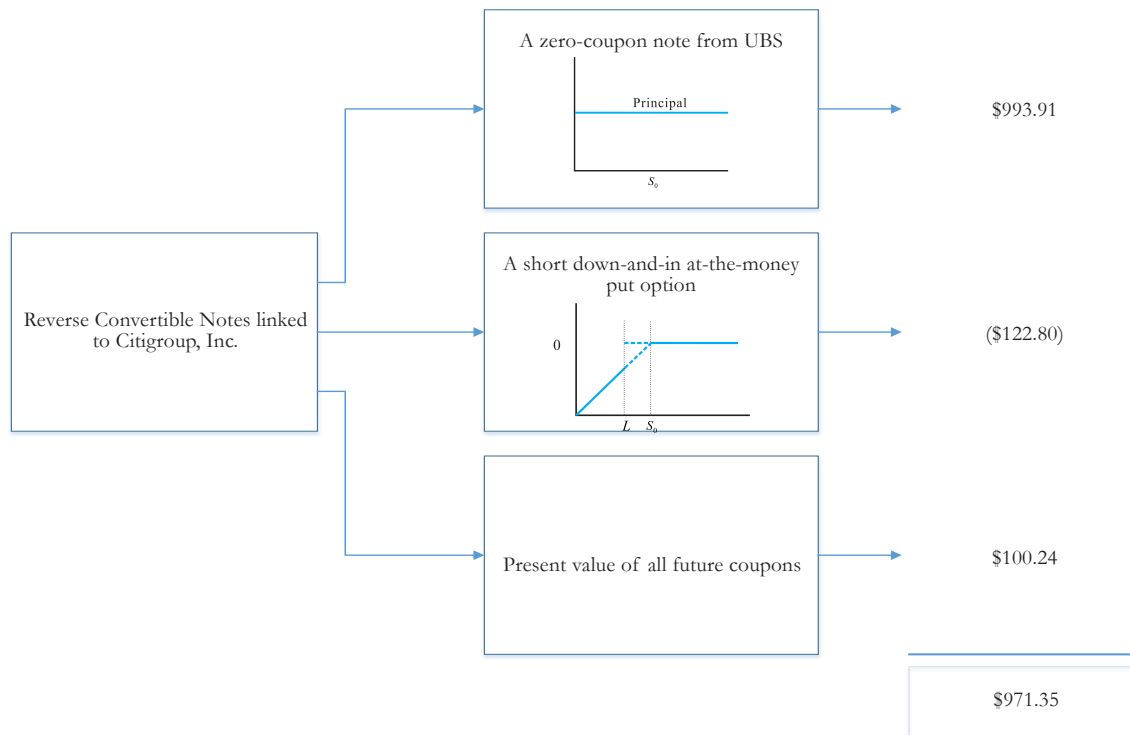 A zero-coupon note from UBS
Principal
S₀
$993.91
Reverse Convertible Notes linked
to Citigroup, Inc.
A short down-and-in at-the-money
put option
0
L S₀
($122.80)
Present value of all future coupons
$100.24
$971.35